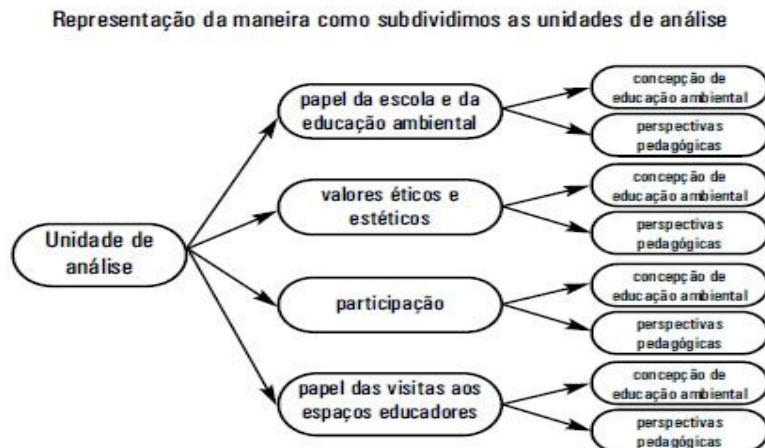 Representação da maneira como subdividimos as unidades de análise
Unidade de
análise
papel da escola e da
educação ambiental
concepção de
educação ambiental
perspectivas
pedagógicas
valores éticos e
estéticos
concepção de
educação ambiental
perspectivas
pedagógicas
participação
concepção de
educação ambiental
perspectivas
pedagógicas
papel das visitas aos
espaços educadores
concepção de
educação ambiental
perspectivas
pedagógicas